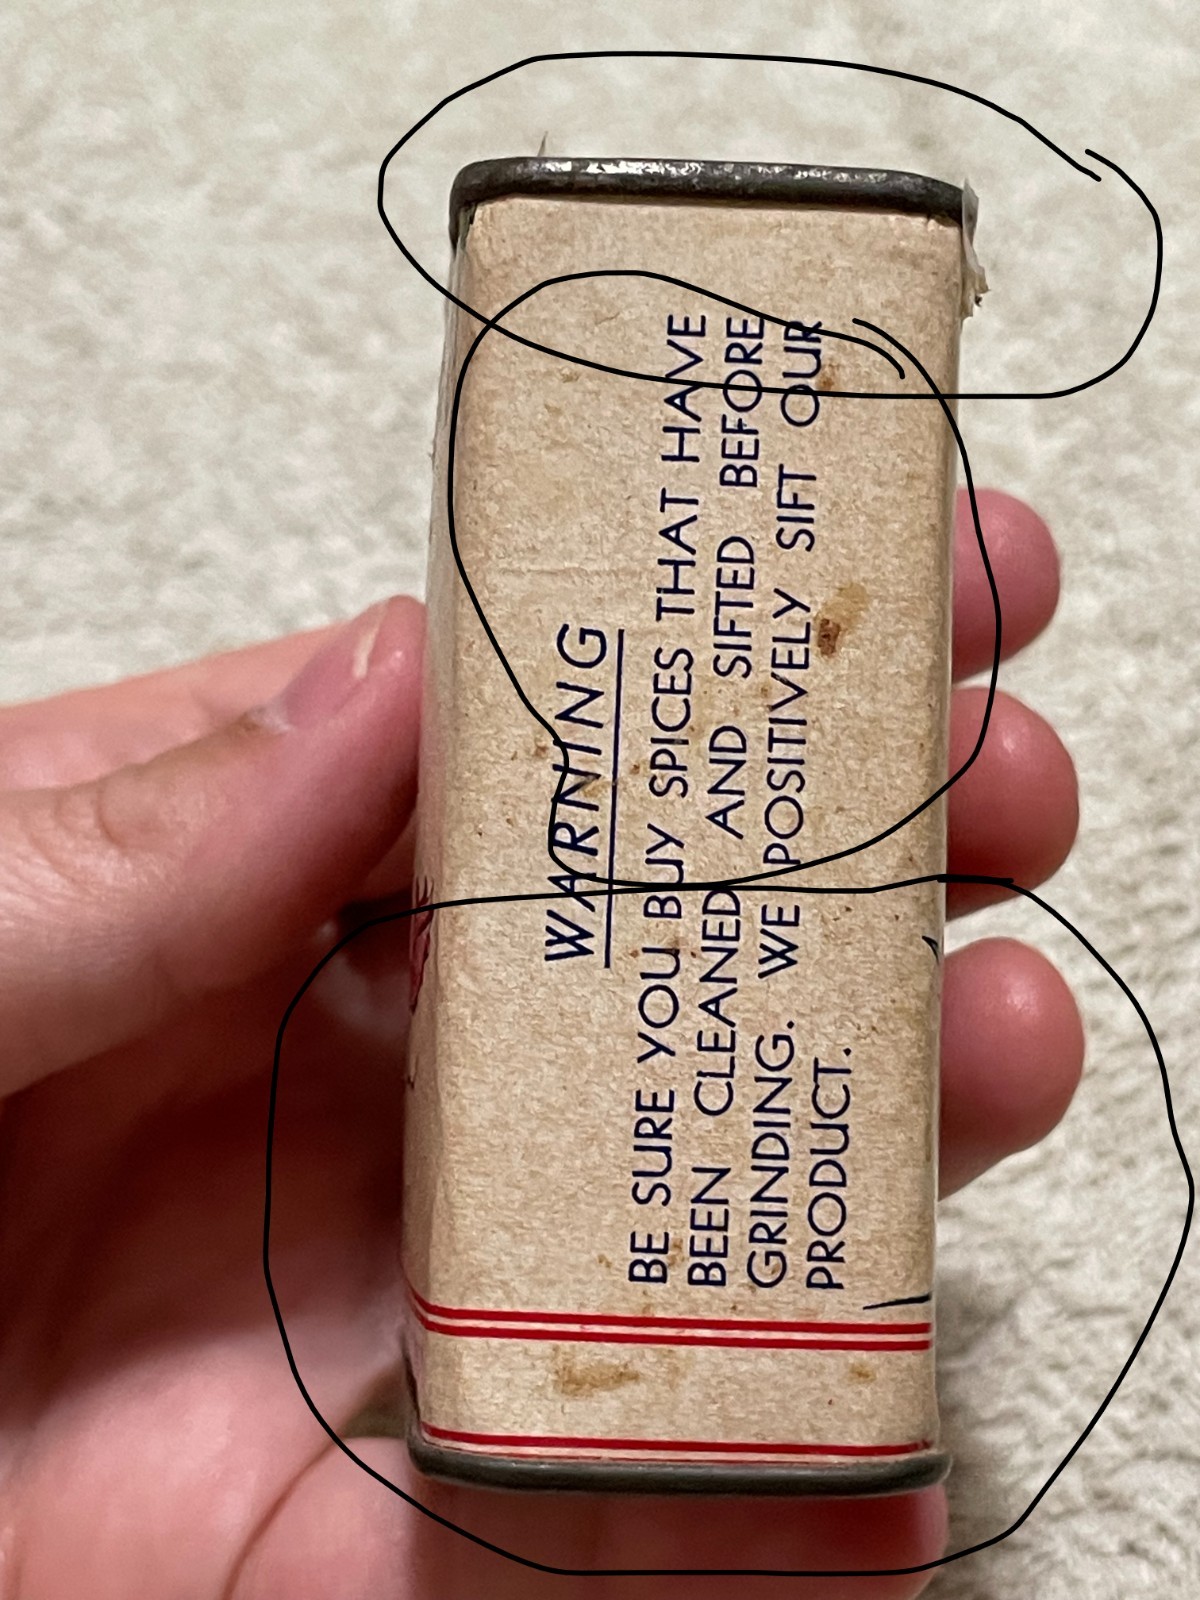 WARNING
BE SURE YOU BUY SPICES THAT HAVE
BEEN CLEANED AND SIFTED BEFORE
GRINDING. WE POSITIVELY SIFT OUR
PRODUCT.